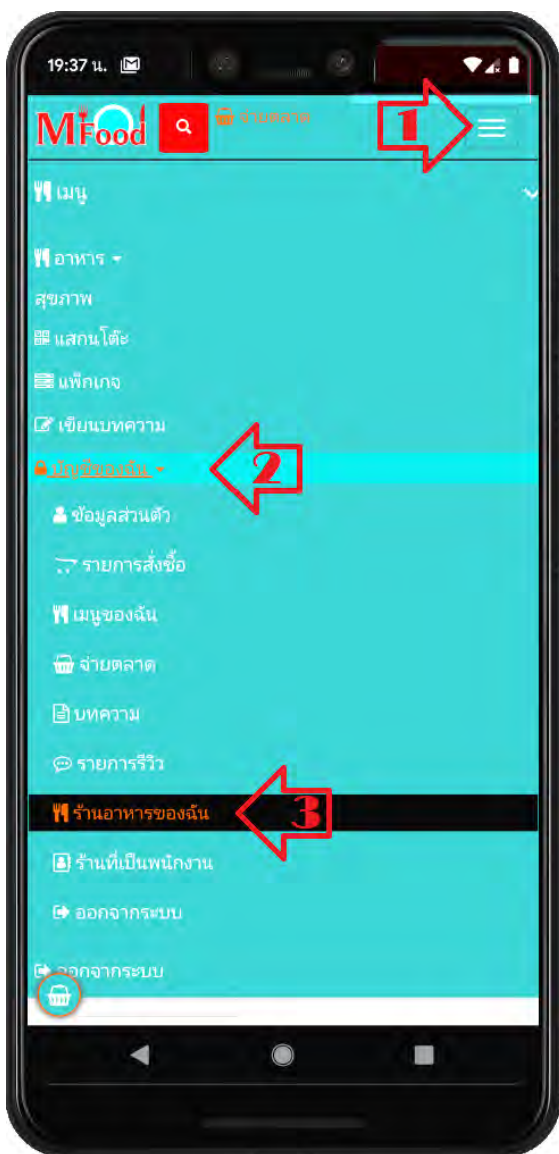 19:37 น.
MFood จ่ายตลาด
1
เมนู
อาหาร
สุขภาพ
แสกนโต๊ะ
แพ็กเกจ
เขียนบทความ
บัญชีของฉัน
2
ข้อมูลส่วนตัว
รายการสั่งซื้อ
เมนูของฉัน
จ่ายตลาด
บทความ
รายการรีวิว
ร้านอาหารของฉัน
3
ร้านที่เป็นพนักงาน
ออกจากระบบ
ออกจากระบบ